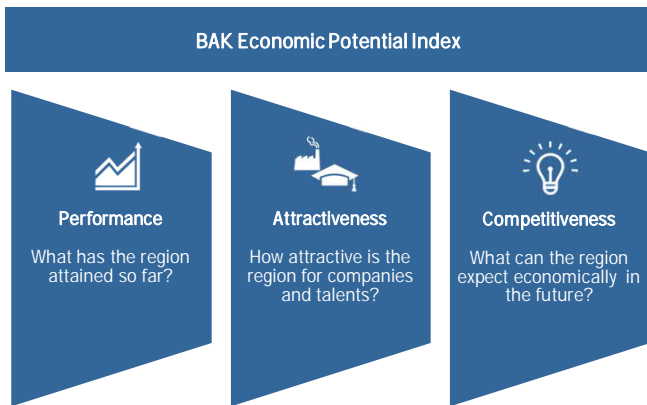 BAK Economic Potential Index
Performance
What has the region
attained so far?
Attractiveness
How attractive is the
region for companies
and talents?
Competitiveness
What can the region
expect economically in
the future?